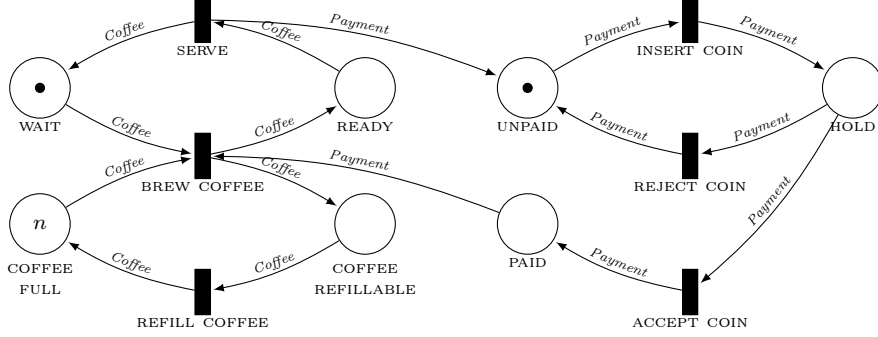 Coffee
Coffee
Payment
Payment
Payment
SERVE
INSERT COIN
WAIT
READY
UNPAID
HOLD
Coffee
Coffee
Payment
Payment
Coffee
Coffee
Payment
BREW COFFEE
REJECT COIN
Payment
n
COFFEE
FULL
COFFEE
REFILLABLE
PAID
Coffee
Coffee
Payment
REFILL COFFEE
ACCEPT COIN